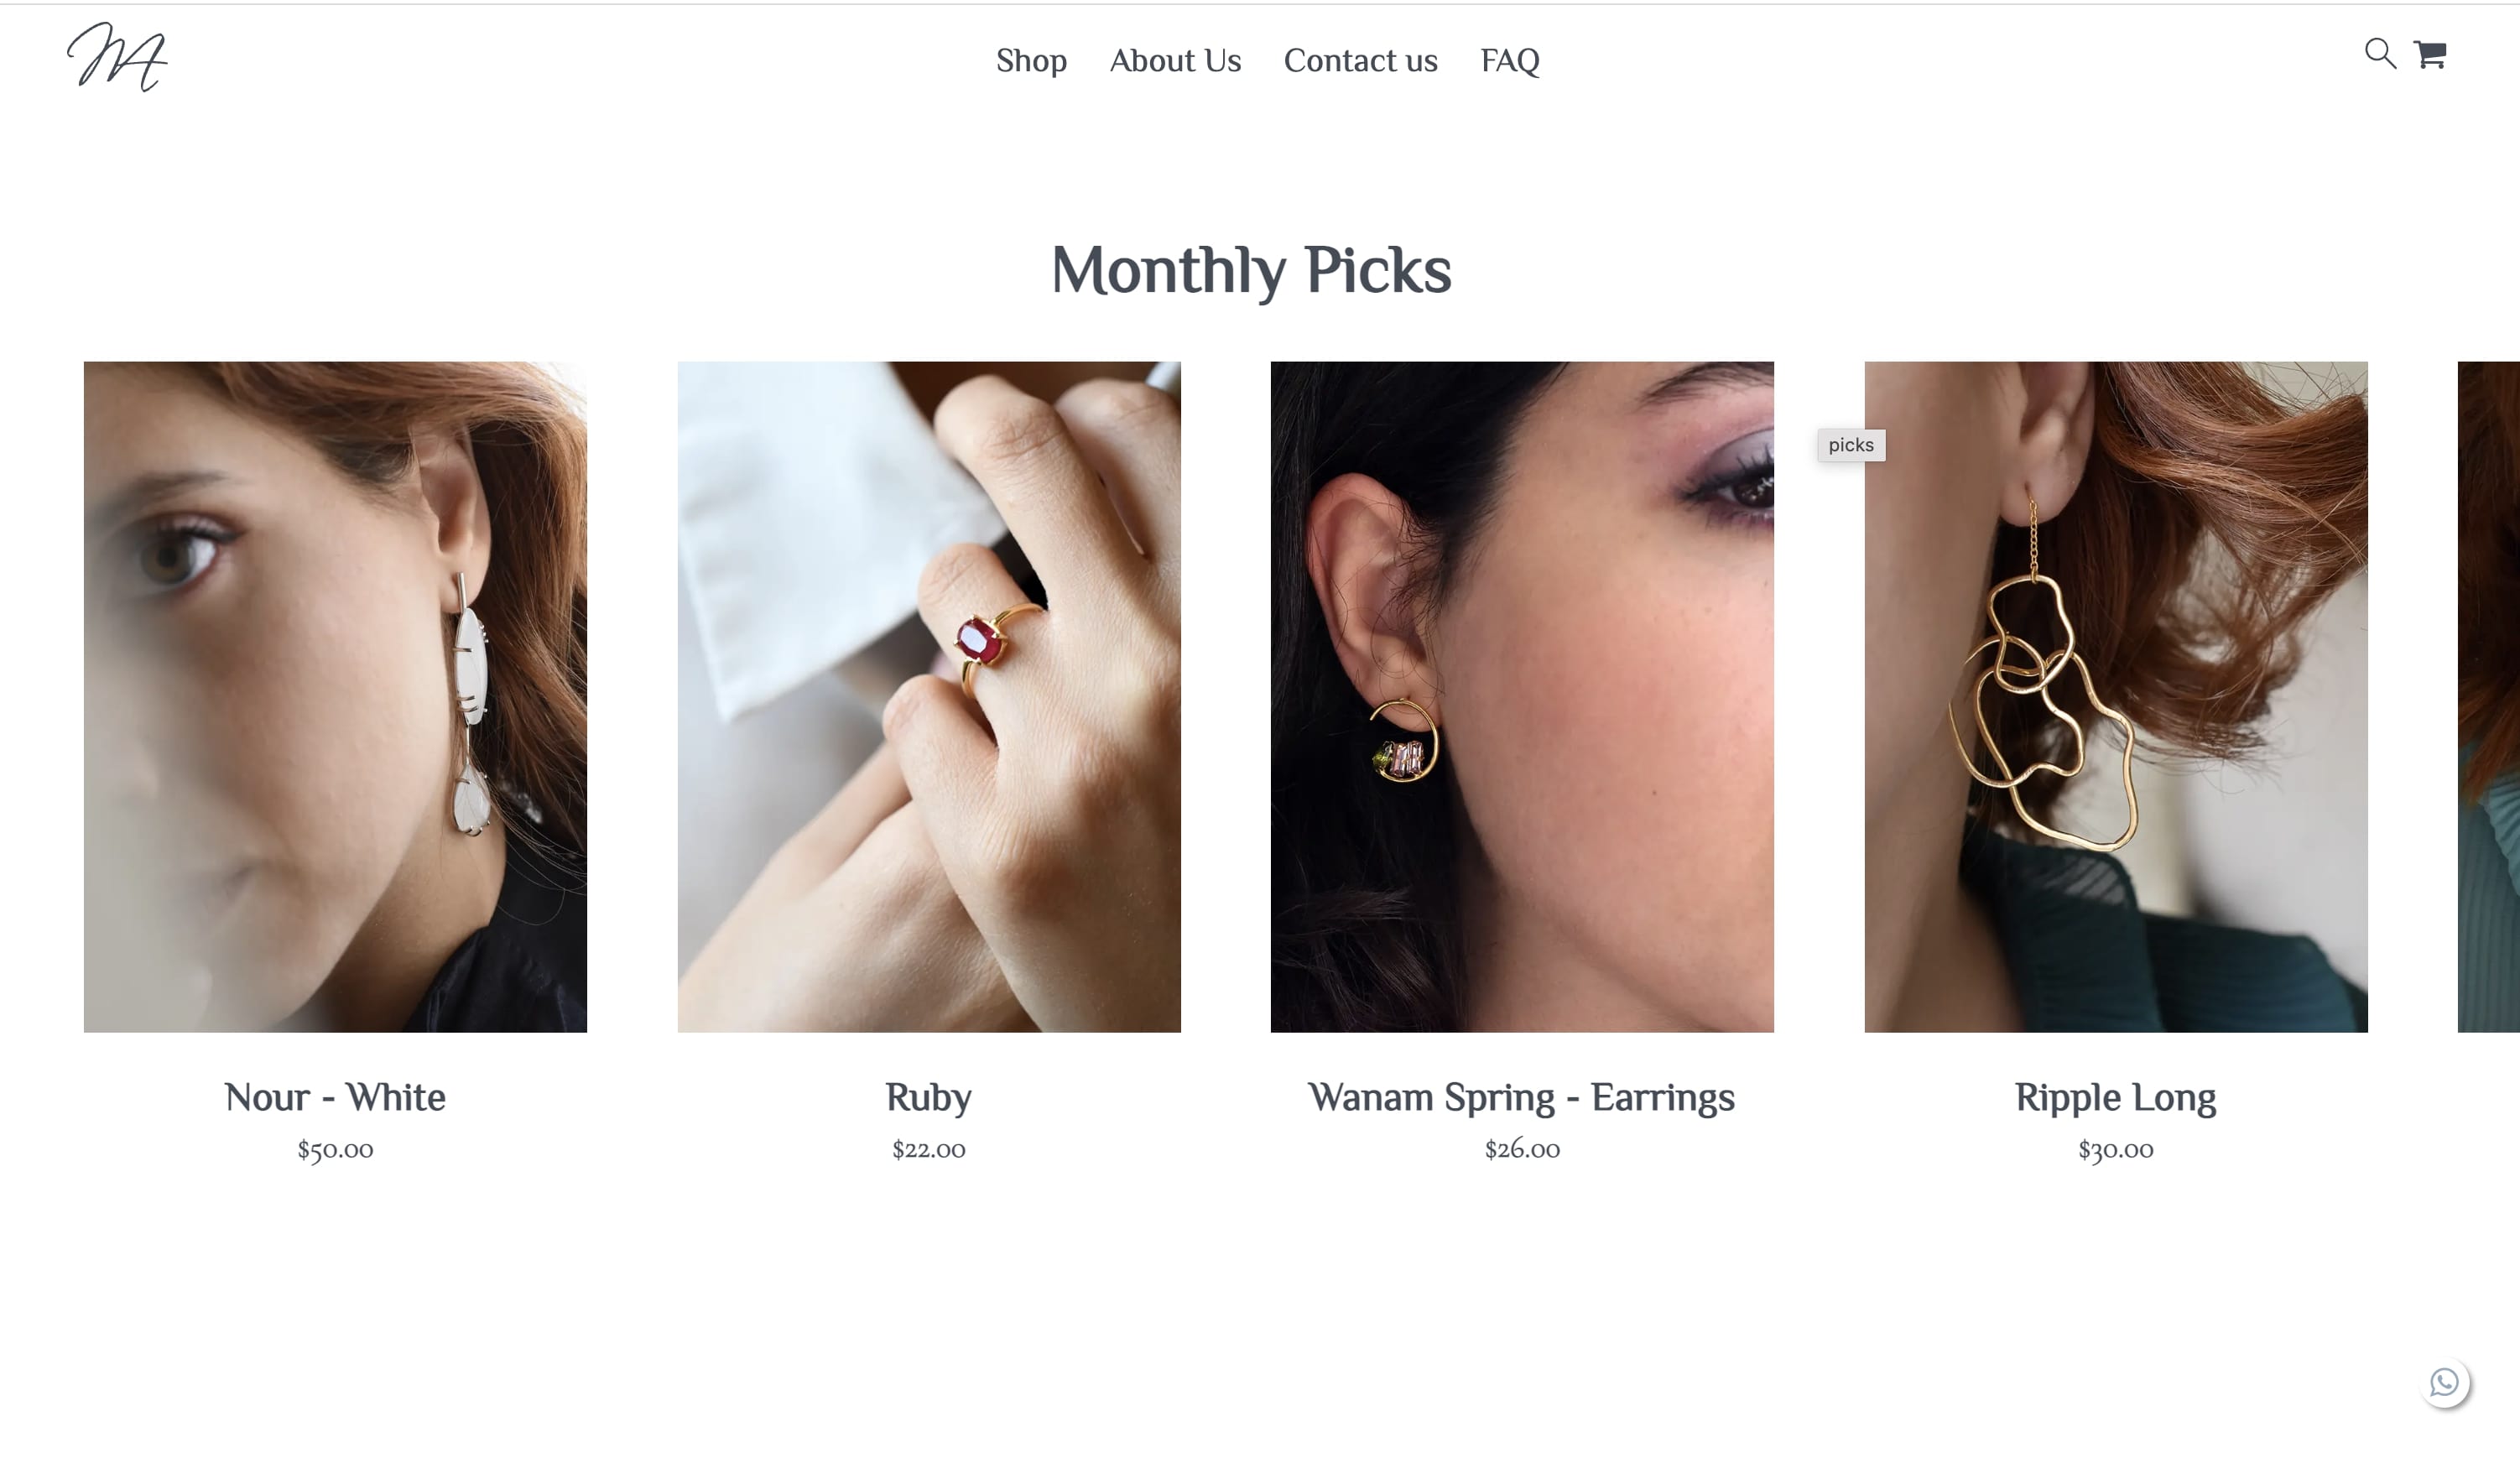 MA
Shop About Us Contact us FAQ
Monthly Picks
picks
Nour - White
$50.00
Ruby
$22.00
Wanam Spring - Earrings
$26.00
Ripple Long
$30.00